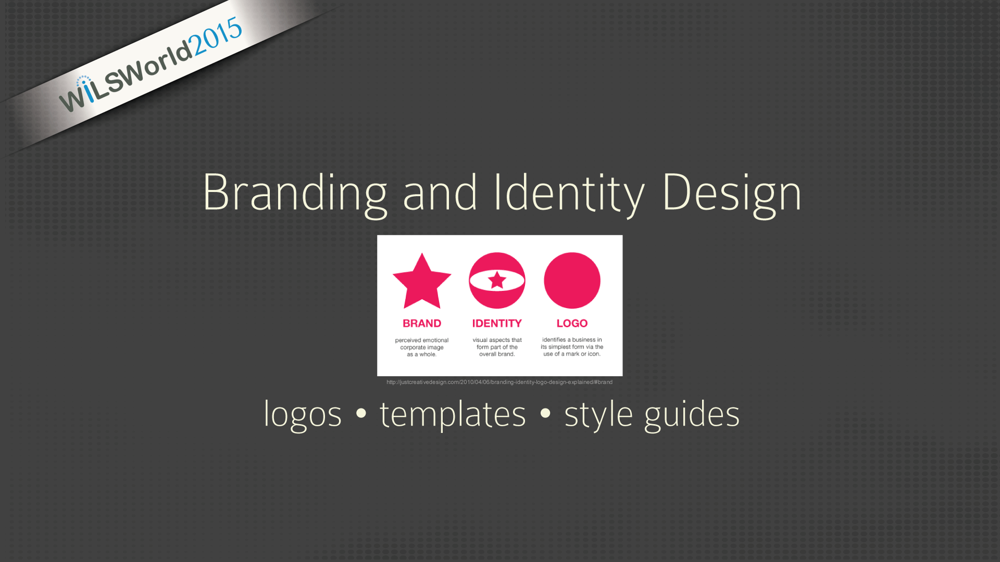 WiLSWorld2015
Branding and Identity Design
BRAND
perceived emotional
corporate image
as a whole.
IDENTITY
visual aspects that
form part of the
overall brand.
LOGO
identifies a business in
its simplest form via the
use of a mark or icon.
http://justcreativedesign.com/2010/04/06/branding-identity-logo-design-explained/#brand
logos • templates • style guides